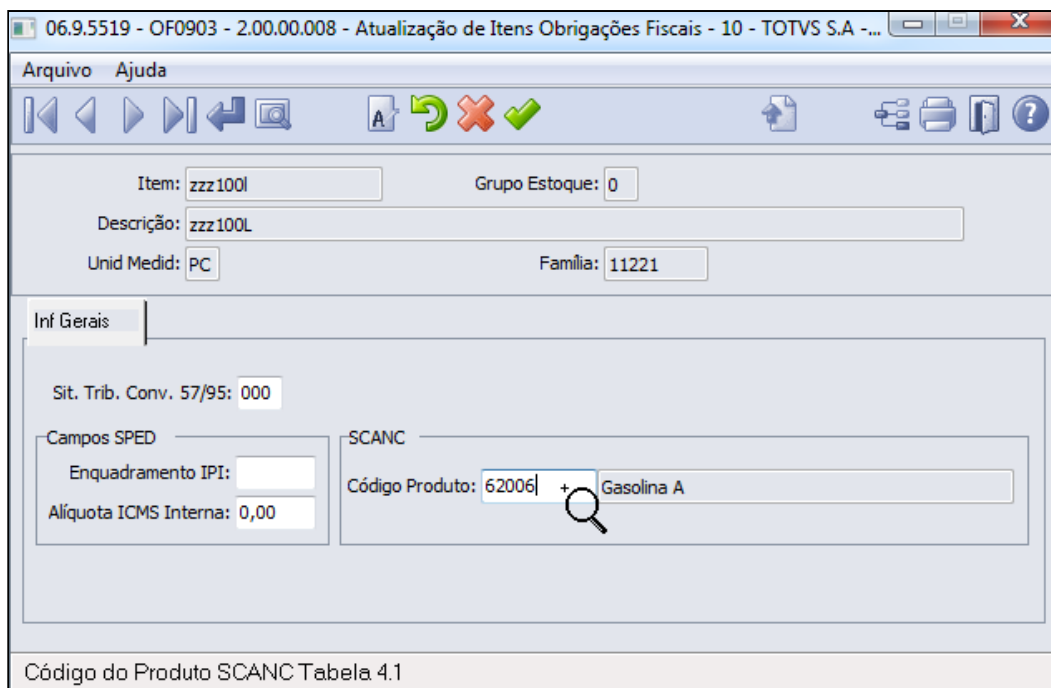 06.9.5519 - OF0903 - 2.00.00.008 - Atualização de Itens Obrigações Fiscais - 10 - TOTVS S.A -...
Arquivo Ajuda
A
?
Item: zzz100l Grupo Estoque: 0
Descrição: zzz100L
Unid Medid: PC Família: 11221
Inf Gerais
Sit. Trib. Conv. 57/95: 000
Campos SPED SCANC
Enquadramento IPI:
Código Produto: 62006 Gasolina A
Alíquota ICMS Interna: 0,00
Código do Produto SCANC Tabela 4.1